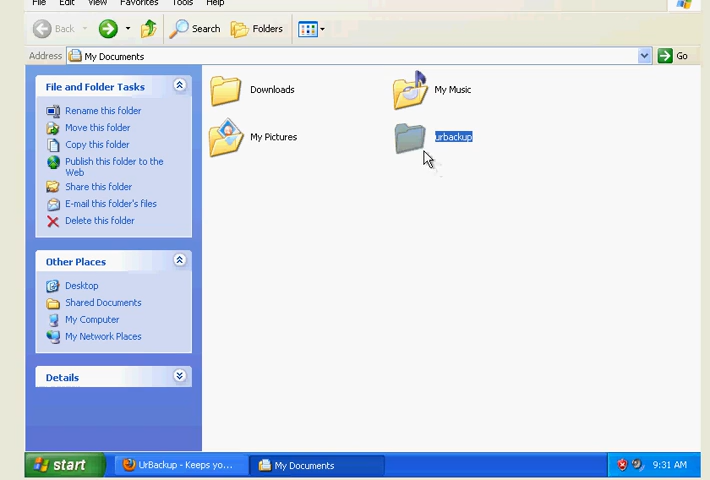 File Edit View Favorites Tools Help
Back Search Folders
Address My Documents Go
File and Folder Tasks
Rename this folder
Move this folder
Copy this folder
Publish this folder to the
Web
Share this folder
E-mail this folder's files
Delete this folder
Other Places
Desktop
Shared Documents
My Computer
My Network Places
Details
Downloads
My Music
My Pictures
urbackup
start UrBackup - Keeps yo... My Documents 9:31 AM